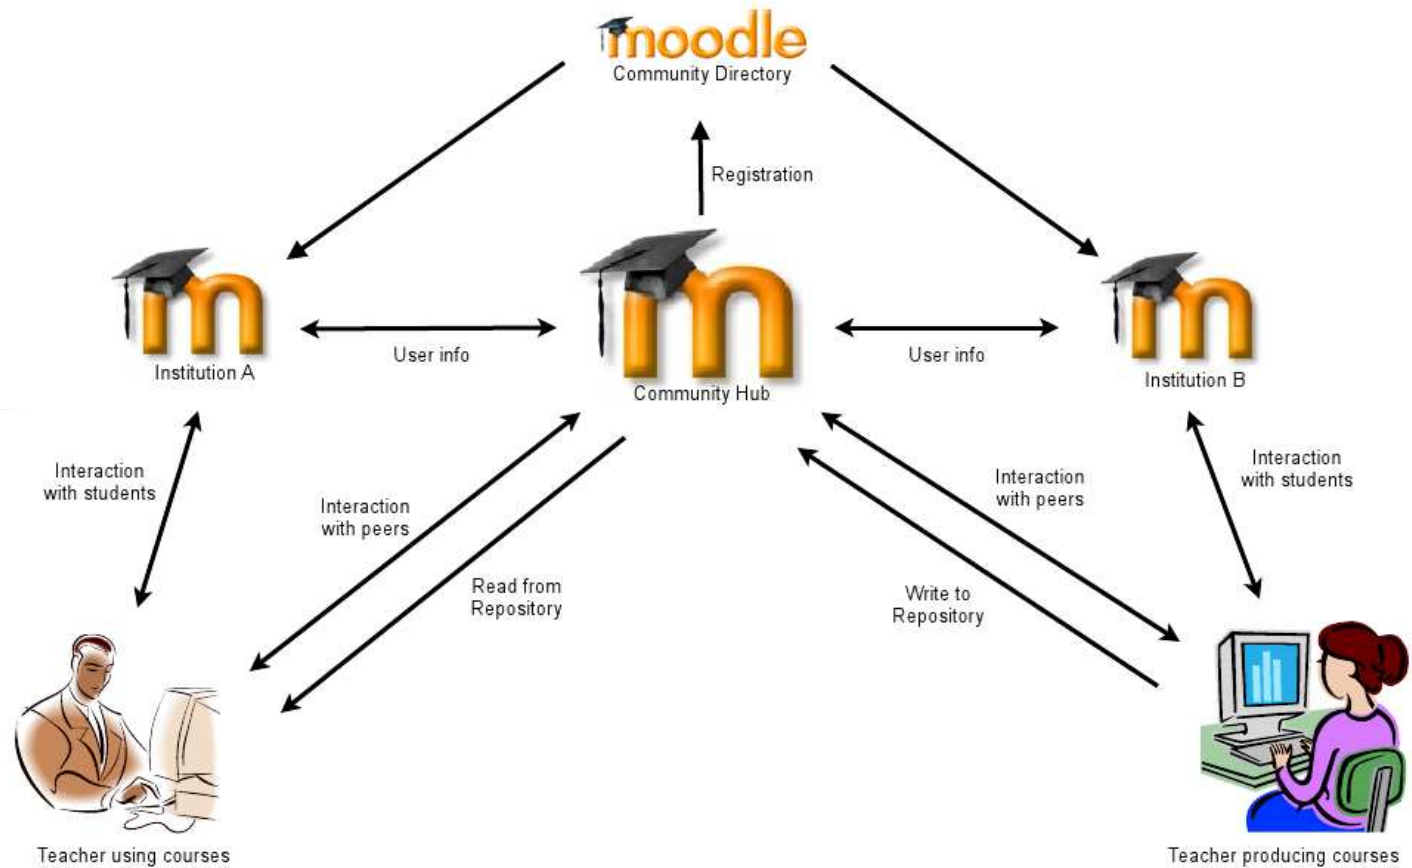 moodle
Community Directory
Registration
User info
User info
Institution A
Community Hub
Institution B
Interaction
with students
Interaction
with peers
Interaction
with peers
Interaction
with students
Read from
Repository
Write to
Repository
Teacher using courses
Teacher producing courses